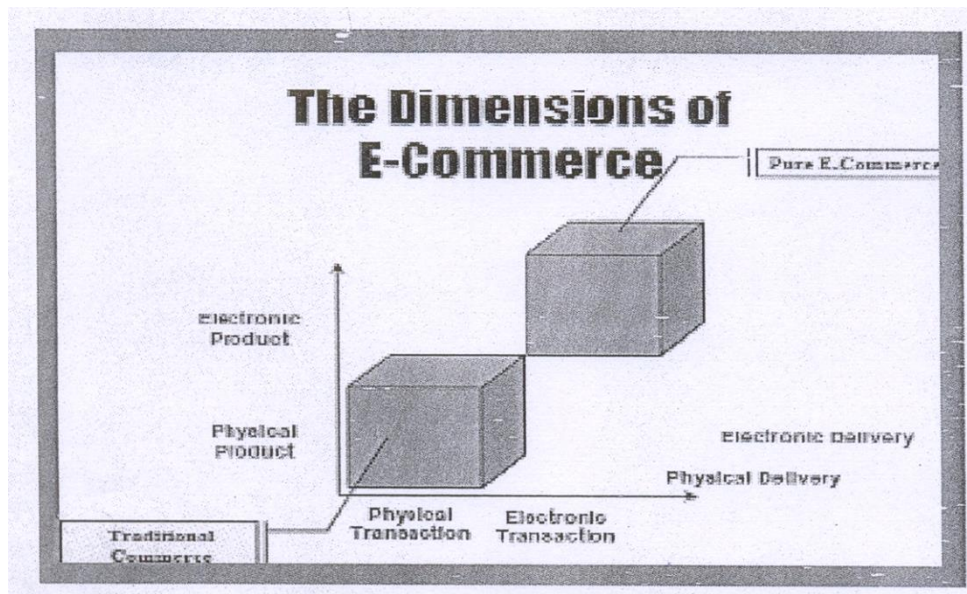 The Dimensions of
E-Commerce
Pure E-Commerce
Electronic
Product
Physical
Product
Electronic Delivery
Physical Delivery
Physical
Transaction
Electronic
Transaction
Traditional
Commerce